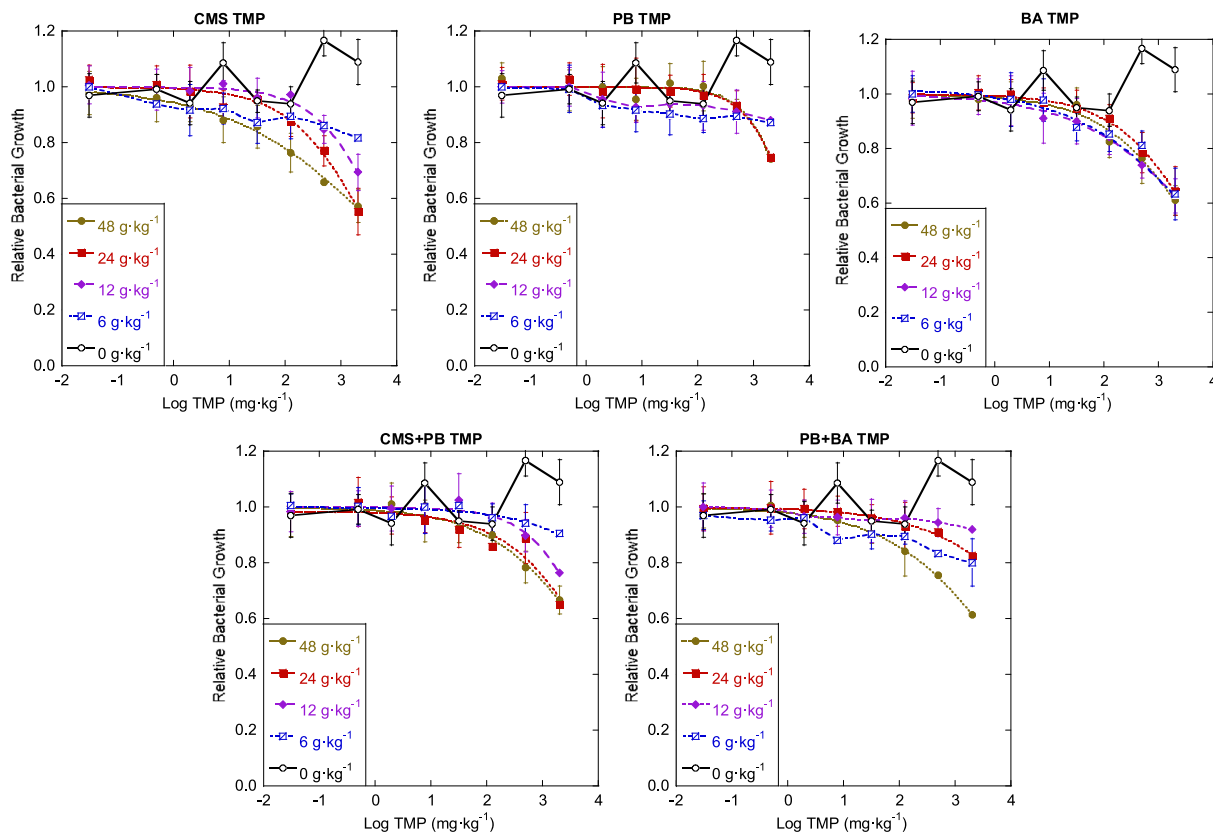 CMS TMP
Relative Bacterial Growth
1.2
1.0
0.8
0.6
0.4
0.2
0.0
48 g·kg⁻¹
24 g·kg⁻¹
12 g·kg⁻¹
6 g·kg⁻¹
0 g·kg⁻¹
-2 -1 0 1 2 3 4
Log TMP (mg·kg⁻¹)
PB TMP
Relative Bacterial Growth
1.2
1.0
0.8
0.6
0.4
0.2
0.0
48 g·kg⁻¹
24 g·kg⁻¹
12 g·kg⁻¹
6 g·kg⁻¹
0 g·kg⁻¹
-2 -1 0 1 2 3 4
Log TMP (mg·kg⁻¹)
BA TMP
Relative Bacterial Growth
1.2
1.0
0.8
0.6
0.4
0.2
0.0
48 g·kg⁻¹
24 g·kg⁻¹
12 g·kg⁻¹
6 g·kg⁻¹
0 g·kg⁻¹
-2 -1 0 1 2 3 4
Log TMP (mg·kg⁻¹)
CMS+PB TMP
Relative Bacterial Growth
1.2
1.0
0.8
0.6
0.4
0.2
0.0
48 g·kg⁻¹
24 g·kg⁻¹
12 g·kg⁻¹
6 g·kg⁻¹
0 g·kg⁻¹
-2 -1 0 1 2 3 4
Log TMP (mg·kg⁻¹)
PB+BA TMP
Relative Bacterial Growth
1.2
1.0
0.8
0.6
0.4
0.2
0.0
48 g·kg⁻¹
24 g·kg⁻¹
12 g·kg⁻¹
6 g·kg⁻¹
0 g·kg⁻¹
-2 -1 0 1 2 3 4
Log TMP (mg·kg⁻¹)